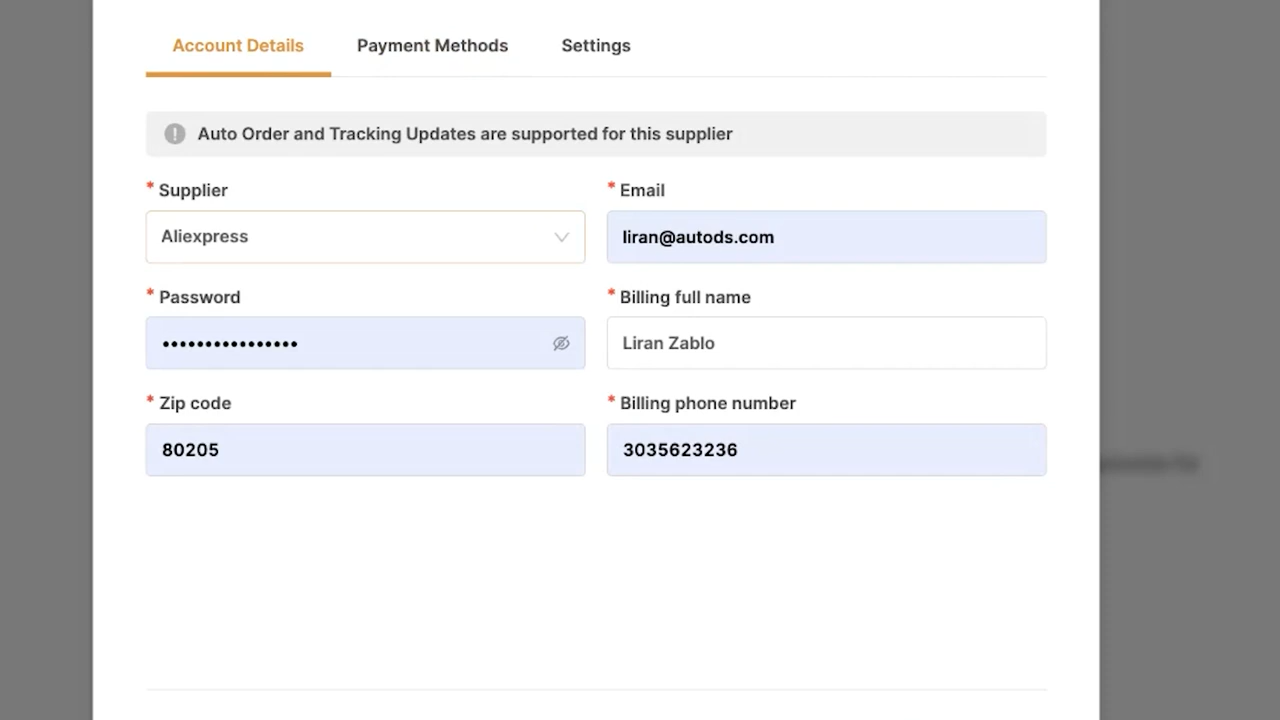 Account Details Payment Methods Settings
Auto Order and Tracking Updates are supported for this supplier
* Supplier
* Email
Aliexpress
liran@autods.com
* Password
* Billing full name
••••••••••••••••
Liran Zablo
* Zip code
* Billing phone number
80205
3035623236